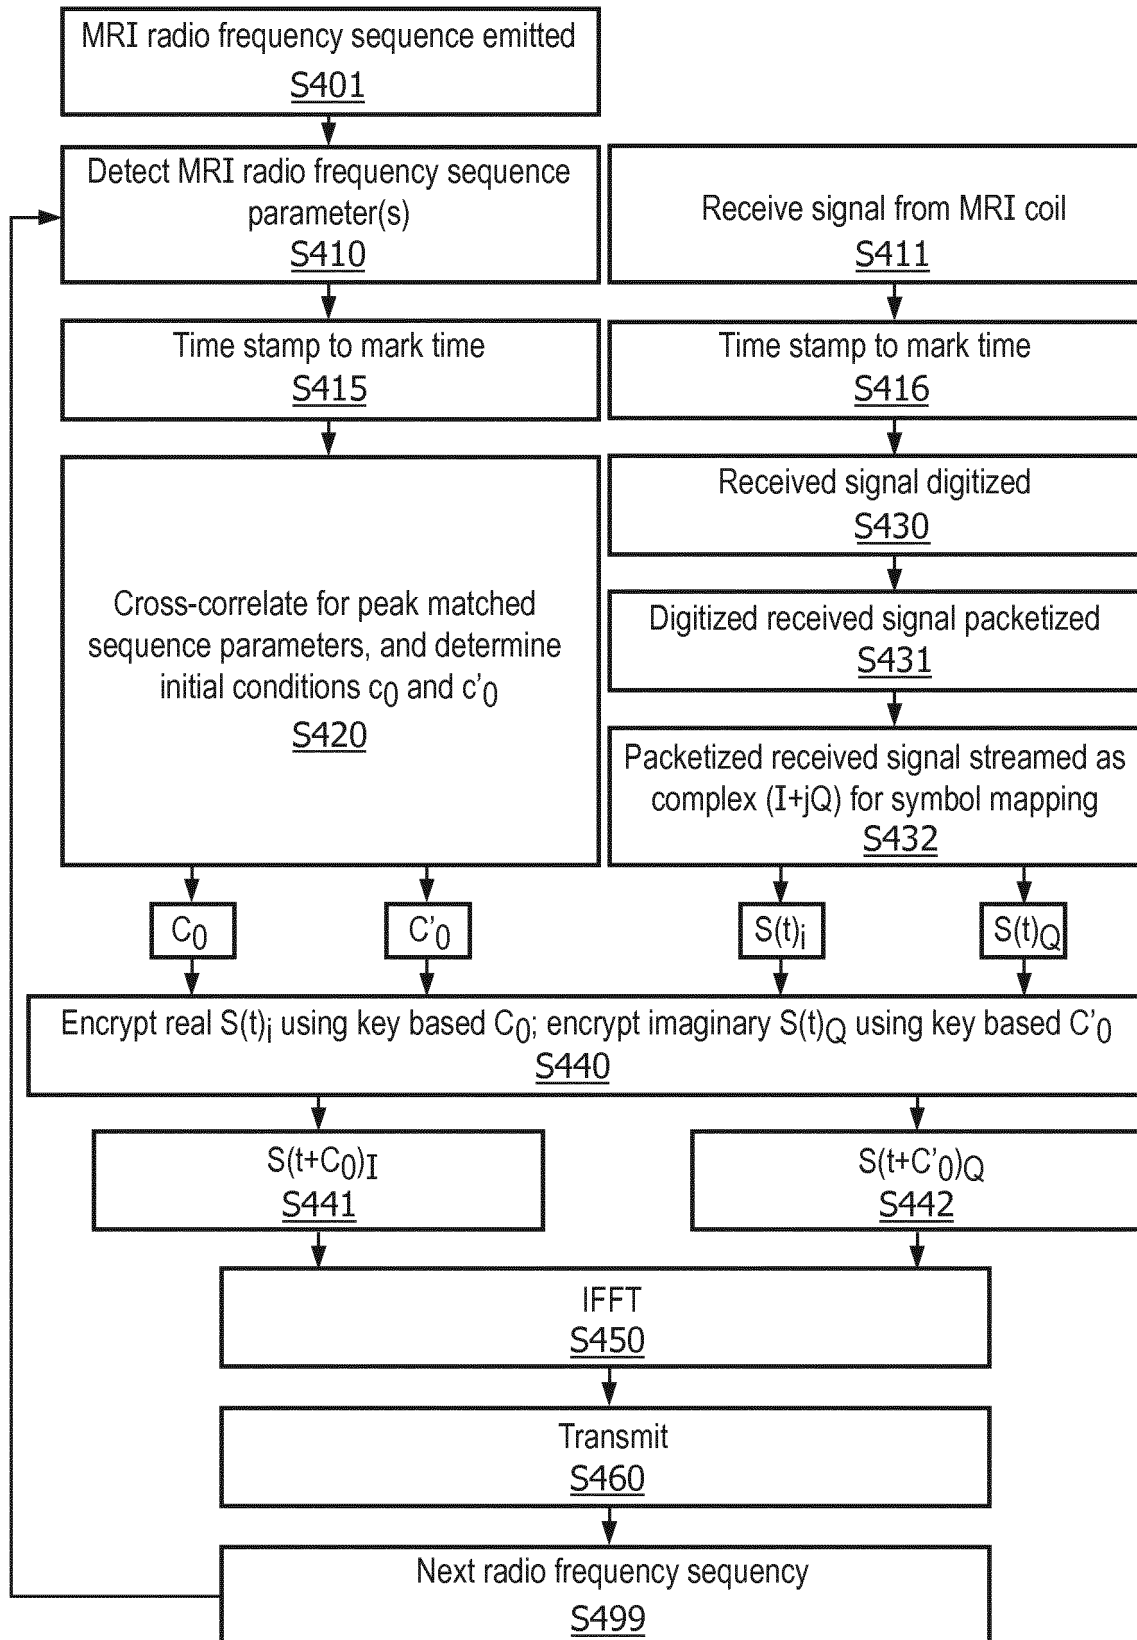 MRI radio frequency sequence emitted
S401
Detect MRI radio frequency sequence
parameter(s)
S410
Receive signal from MRI coil
S411
Time stamp to mark time
S415
Time stamp to mark time
S416
Received signal digitized
S430
Cross-correlate for peak matched
sequence parameters, and determine
initial conditions c0 and c'0
S420
Digitized received signal packetized
S431
Packetized received signal streamed as
complex (I+jQ) for symbol mapping
S432
C0
C'0
S(t)i
S(t)Q
Encrypt real S(t)i using key based C0; encrypt imaginary S(t)Q using key based C'0
S440
S(t+C0)I
S441
S(t+C'0)Q
S442
IFFT
S450
Transmit
S460
Next radio frequency sequency
S499